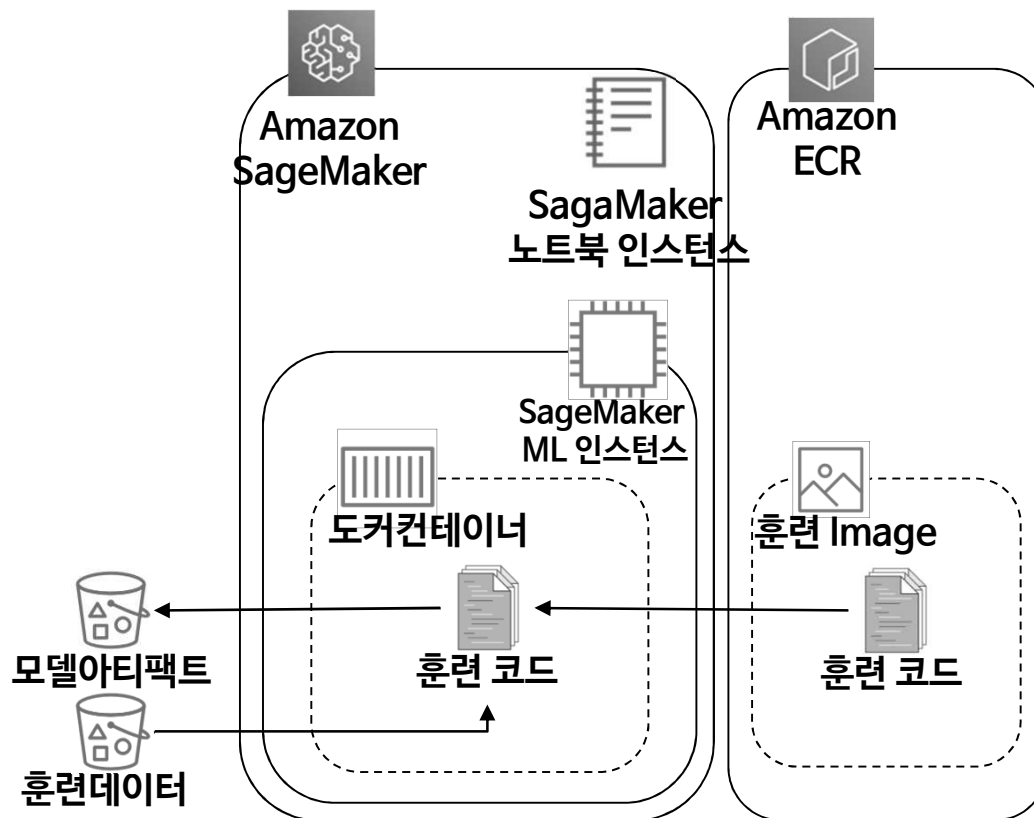 Amazon
SageMaker
SagaMaker
노트북 인스턴스
Amazon
ECR
SageMaker
ML 인스턴스
도커컨테이너
훈련 Image
모델아티팩트
훈련 코드
훈련 코드
훈련데이터